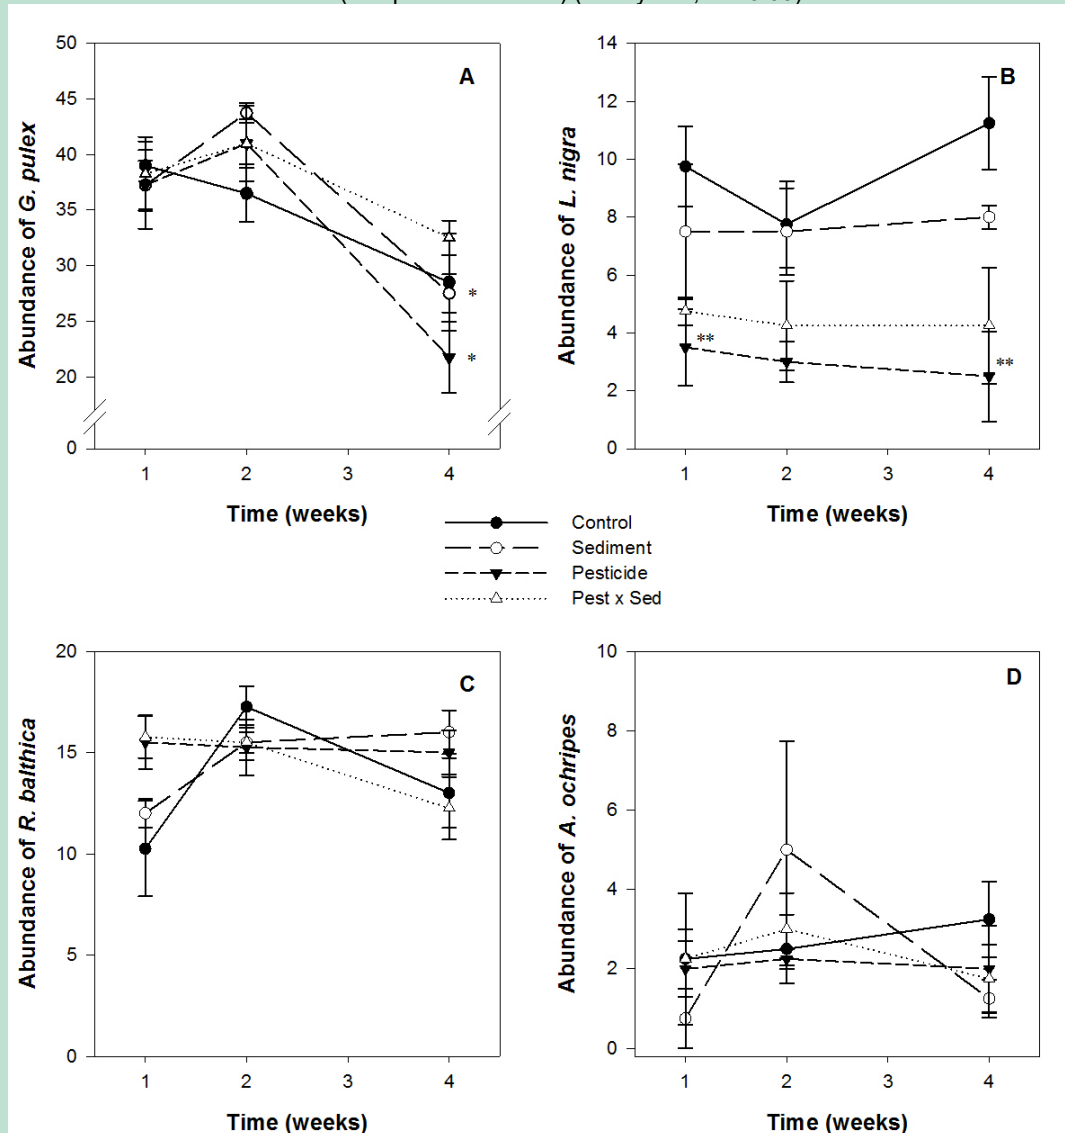 50
45
40
35
30
25
20
0
Abundance of G. pulex
A
*
*
1 2 3 4
Time (weeks)
14
12
10
8
6
4
2
0
Abundance of L. nigra
B
**
**
1 2 3 4
Time (weeks)
Control
Sediment
Pesticide
Pest x Sed
20
15
10
5
0
Abundance of R. balthica
C
1 2 3 4
Time (weeks)
10
8
6
4
2
0
Abundance of A. ochripes
D
1 2 3 4
Time (weeks)